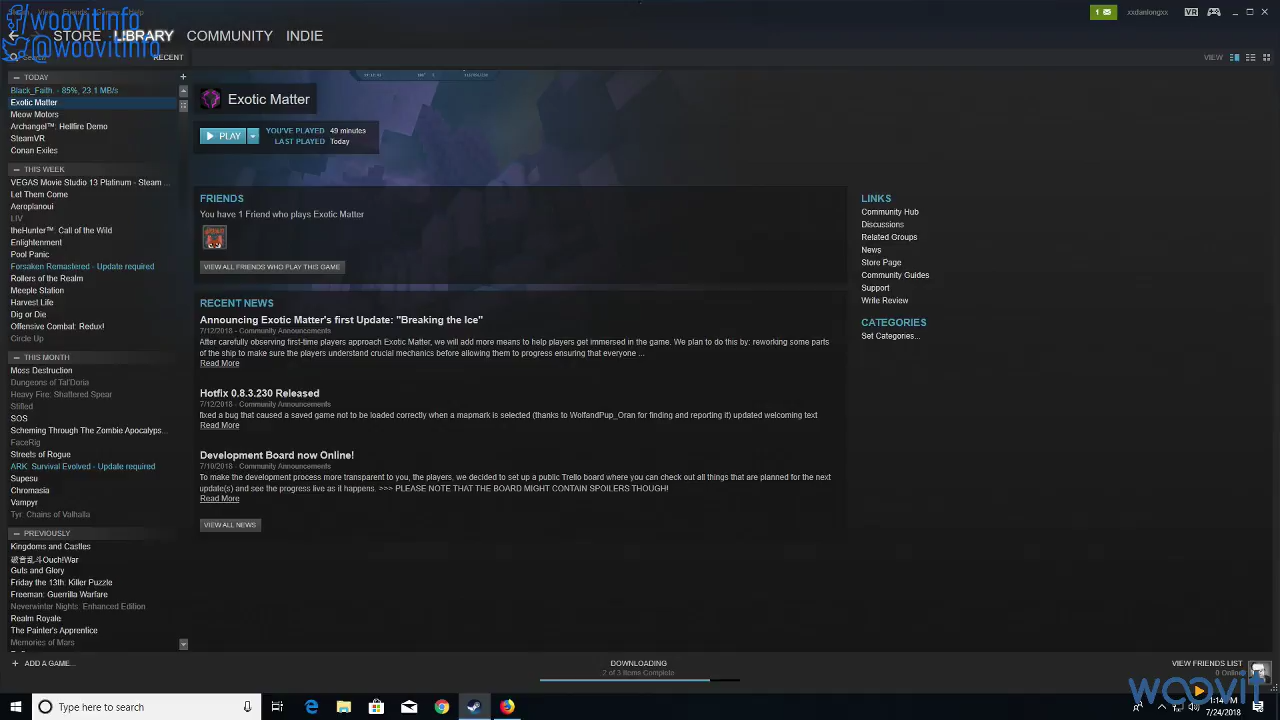 Steam View Friends Games Help
/woovitinfo
@woovitinfo
1
xxdanlongxx
STORE LIBRARY COMMUNITY INDIE
Search
RECENT
VIEW
TODAY
Black_Faith. - 85%, 23.1 MB/s
Exotic Matter
Meow Motors
Archangel™: Hellfire Demo
SteamVR
Conan Exiles
THIS WEEK
VEGAS Movie Studio 13 Platinum - Steam ...
Let Them Come
Aeroplanoui
LIV
theHunter™: Call of the Wild
Enlightenment
Pool Panic
Forsaken Remastered - Update required
Rollers of the Realm
Meeple Station
Harvest Life
Dig or Die
Offensive Combat: Redux!
Circle Up
THIS MONTH
Moss Destruction
Dungeons of Tal'Doria
Heavy Fire: Shattered Spear
Stifled
SOS
Scheming Through The Zombie Apocalyps...
FaceRig
Streets of Rogue
ARK: Survival Evolved - Update required
Supesu
Chromasia
Vampyr
Tyr: Chains of Valhalla
PREVIOUSLY
Kingdoms and Castles
破音乱斗Ouch!War
Guts and Glory
Friday the 13th: Killer Puzzle
Freeman: Guerrilla Warfare
Neverwinter Nights: Enhanced Edition
Realm Royale
The Painter's Apprentice
Memories of Mars
+ ADD A GAME...
Exotic Matter
PLAY
YOU'VE PLAYED 49 minutes
LAST PLAYED Today
FRIENDS
You have 1 Friend who plays Exotic Matter
VIEW ALL FRIENDS WHO PLAY THIS GAME
RECENT NEWS
Announcing Exotic Matter's first Update: "Breaking the Ice"
7/12/2018 - Community Announcements
After carefully observing first-time players approach Exotic Matter, we will add more means to help players get immersed in the game. We plan to do this by: reworking some parts
of the ship to make sure the players understand crucial mechanics before allowing them to progress ensuring that everyone ...
Read More
Hotfix 0.8.3.230 Released
7/12/2018 - Community Announcements
fixed a bug that caused a saved game not to be loaded correctly when a mapmark is selected (thanks to WolfandPup_Oran for finding and reporting it) updated welcoming text
Read More
Development Board now Online!
7/10/2018 - Community Announcements
To make the development process more transparent to you, the players, we decided to set up a public Trello board where you can check out all things that are planned for the next
update(s) and see the progress live as it happens. >>> PLEASE NOTE THAT THE BOARD MIGHT CONTAIN SPOILERS THOUGH!
Read More
VIEW ALL NEWS
LINKS
Community Hub
Discussions
Related Groups
News
Store Page
Community Guides
Support
Write Review
CATEGORIES
Set Categories...
DOWNLOADING
2 of 3 Items Complete
VIEW FRIENDS LIST
0 Online
woovit
Type here to search
1:14 PM
7/24/2018